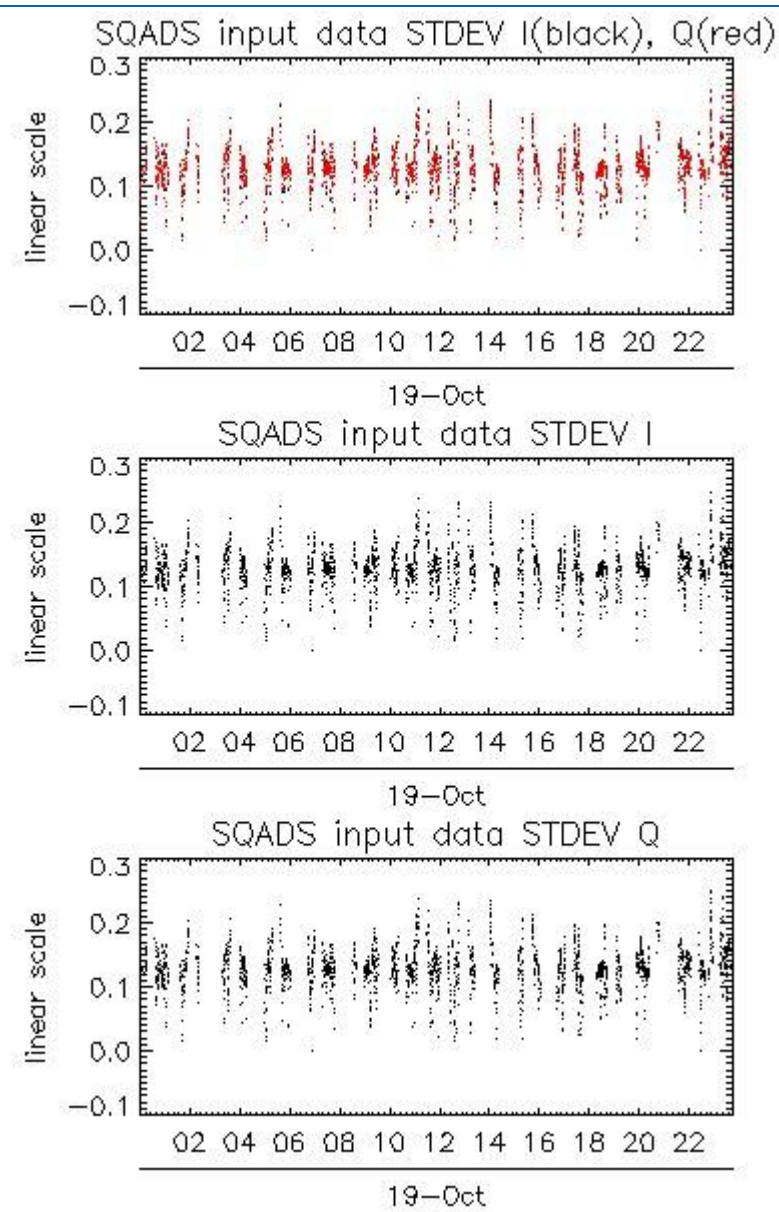 SQADS input data STDEV I(black), Q(red)
0.3
0.2
0.1
0.0
−0.1
linear scale
02 04 06 08 10 12 14 16 18 20 22
19−Oct
SQADS input data STDEV I
0.3
0.2
0.1
0.0
−0.1
linear scale
02 04 06 08 10 12 14 16 18 20 22
19−Oct
SQADS input data STDEV Q
0.3
0.2
0.1
0.0
−0.1
linear scale
02 04 06 08 10 12 14 16 18 20 22
19−Oct